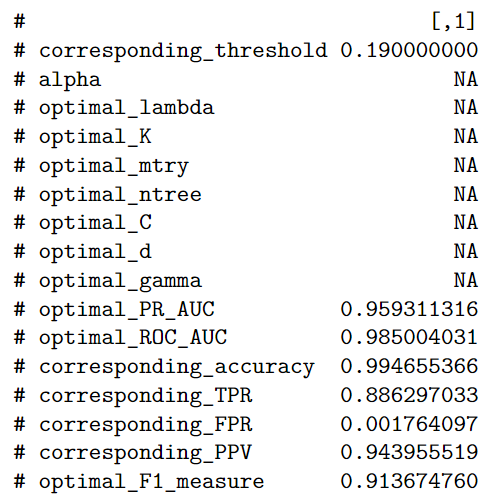 # [,1]
# corresponding_threshold 0.190000000
# alpha NA
# optimal_lambda NA
# optimal_K NA
# optimal_mtry NA
# optimal_ntree NA
# optimal_C NA
# optimal_d NA
# optimal_gamma NA
# optimal_PR_AUC 0.959311316
# optimal_ROC_AUC 0.985004031
# corresponding_accuracy 0.994655366
# corresponding_TPR 0.886297033
# corresponding_FPR 0.001764097
# corresponding_PPV 0.943955519
# optimal_F1_measure 0.913674760